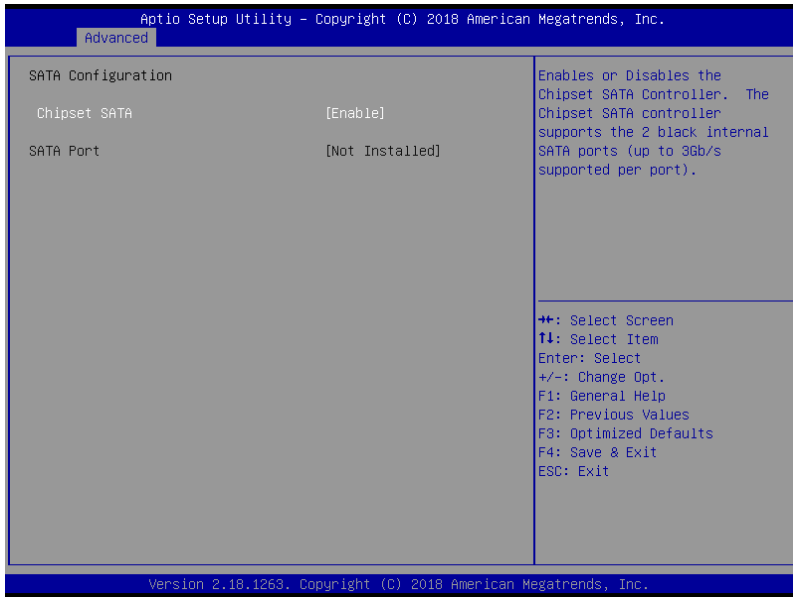 Aptio Setup Utility – Copyright (C) 2018 American Megatrends, Inc.
Advanced
SATA Configuration
Chipset SATA [Enable]
SATA Port [Not Installed]
Enables or Disables the
Chipset SATA Controller. The
Chipset SATA controller
supports the 2 black internal
SATA ports (up to 3Gb/s
supported per port).
→←: Select Screen
↑↓: Select Item
Enter: Select
+/-: Change Opt.
F1: General Help
F2: Previous Values
F3: Optimized Defaults
F4: Save & Exit
ESC: Exit
Version 2.18.1263. Copyright (C) 2018 American Megatrends, Inc.